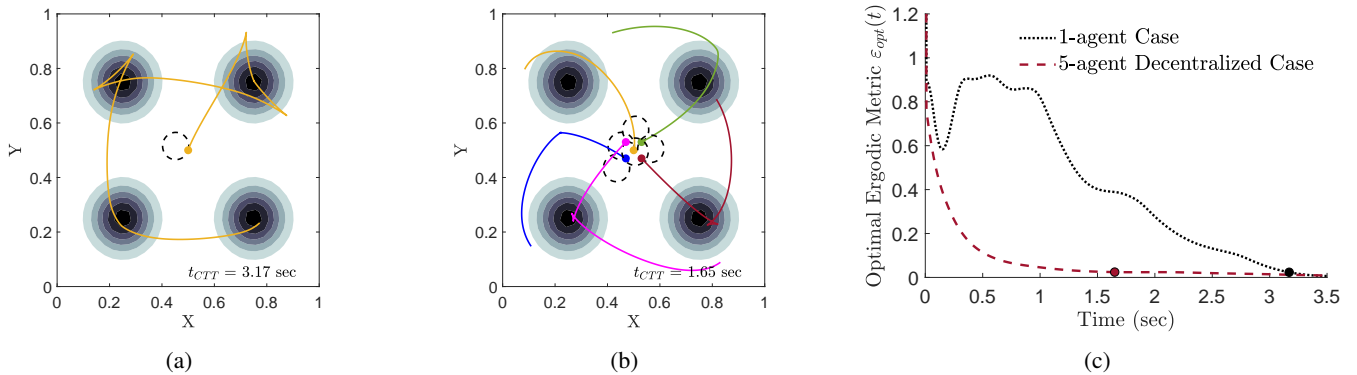 1
0.8
0.6
0.4
0.2
0
Y
0 0.2 0.4 0.6 0.8 1
X
t_CTT = 3.17 sec
(a)
1
0.8
0.6
0.4
0.2
0
Y
0 0.2 0.4 0.6 0.8 1
X
t_CTT = 1.65 sec
(b)
1.2
1
0.8
0.6
0.4
0.2
0
Optimal Ergodic Metric ε_opt(t)
1-agent Case
5-agent Decentralized Case
0 0.5 1 1.5 2 2.5 3 3.5
Time (sec)
(c)